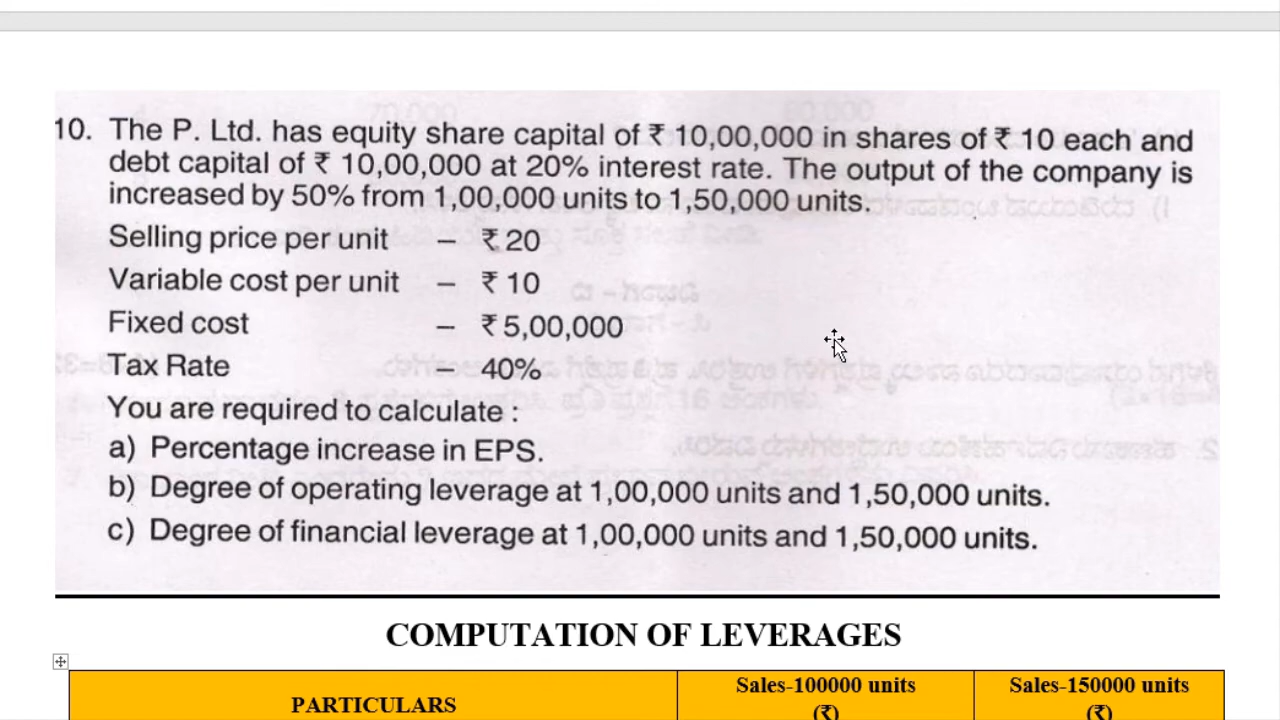 10. The P. Ltd. has equity share capital of ₹ 10,00,000 in shares of ₹ 10 each and
debt capital of ₹ 10,00,000 at 20% interest rate. The output of the company is
increased by 50% from 1,00,000 units to 1,50,000 units.
Selling price per unit – ₹ 20
Variable cost per unit – ₹ 10
Fixed cost – ₹ 5,00,000
Tax Rate – 40%
You are required to calculate :
a) Percentage increase in EPS.
b) Degree of operating leverage at 1,00,000 units and 1,50,000 units.
c) Degree of financial leverage at 1,00,000 units and 1,50,000 units.
COMPUTATION OF LEVERAGES
PARTICULARS Sales-100000 units (₹) Sales-150000 units (₹)